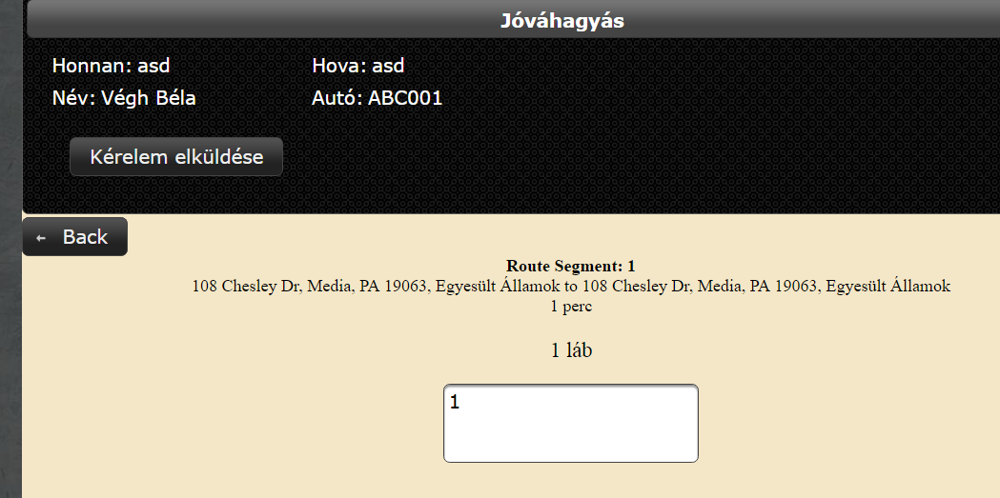 Jóváhagyás
Honnan: asd Hova: asd
Név: Végh Béla Autó: ABC001
Kérelem elküldése
Back
Route Segment: 1
108 Chesley Dr, Media, PA 19063, Egyesült Államok to 108 Chesley Dr, Media, PA 19063, Egyesült Államok
1 perc
1 láb
1